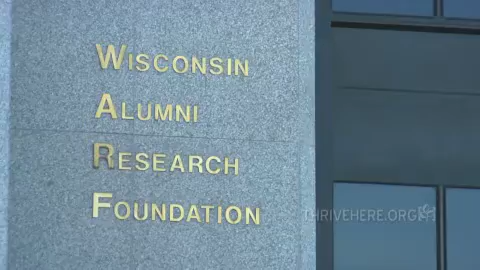 WISCONSIN
ALUMNI
RESEARCH
FOUNDATION
THRIVEHERE.ORG